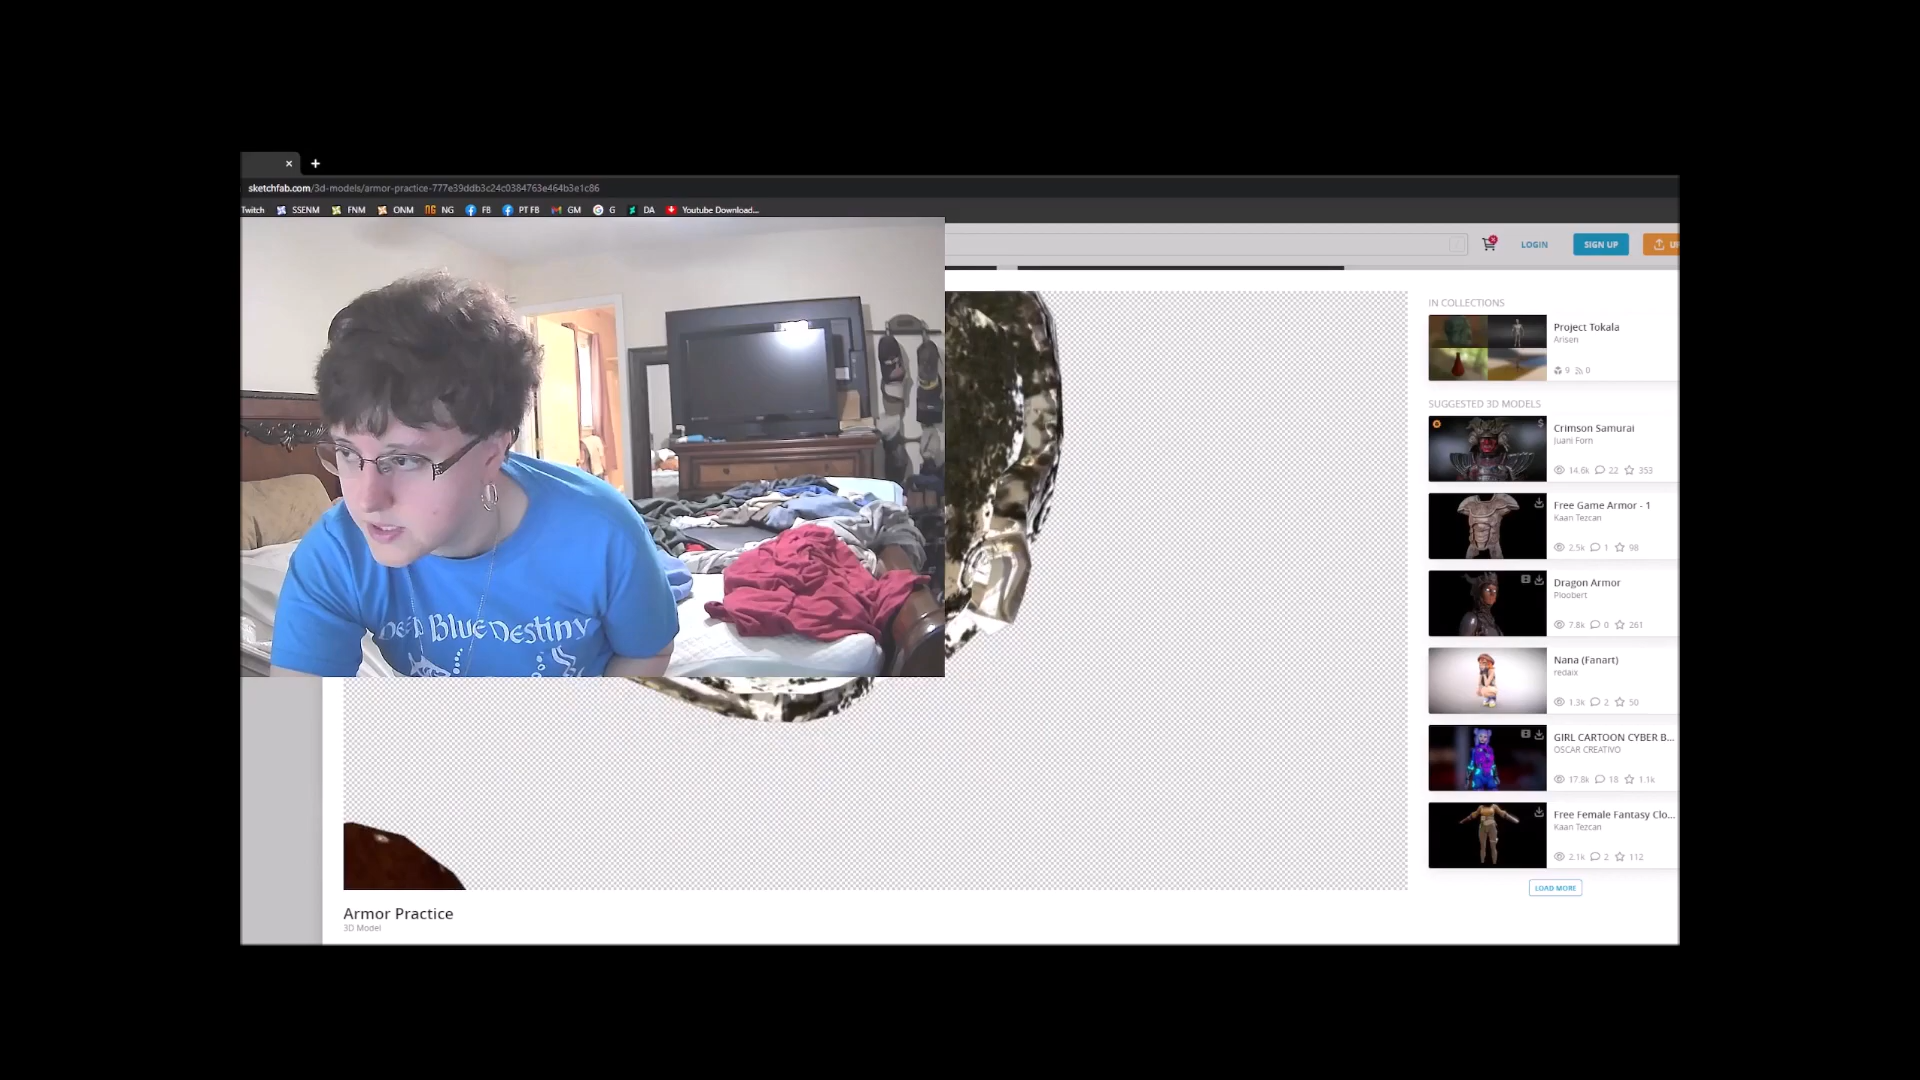 sketchfab.com/3d-models/armor-practice-777e39ddb3c24c0384763e464b3e1c86
Twitch SSENM FNM ONM NG FB PT FB GM G DA Youtube Download...
LOGIN SIGN UP
IN COLLECTIONS
Project Tokala
Arisen
9 0
SUGGESTED 3D MODELS
Crimson Samurai
Juani Forn
14.6k 22 353
Free Game Armor - 1
Kaan Tezcan
2.5k 1 98
Dragon Armor
Ploobert
7.8k 0 261
Nana (Fanart)
redaix
1.3k 2 50
GIRL CARTOON CYBER B...
OSCAR CREATIVO
17.8k 18 1.1k
Free Female Fantasy Clo...
Kaan Tezcan
2.1k 2 112
LOAD MORE
Deep Blue Destiny
Armor Practice
3D Model